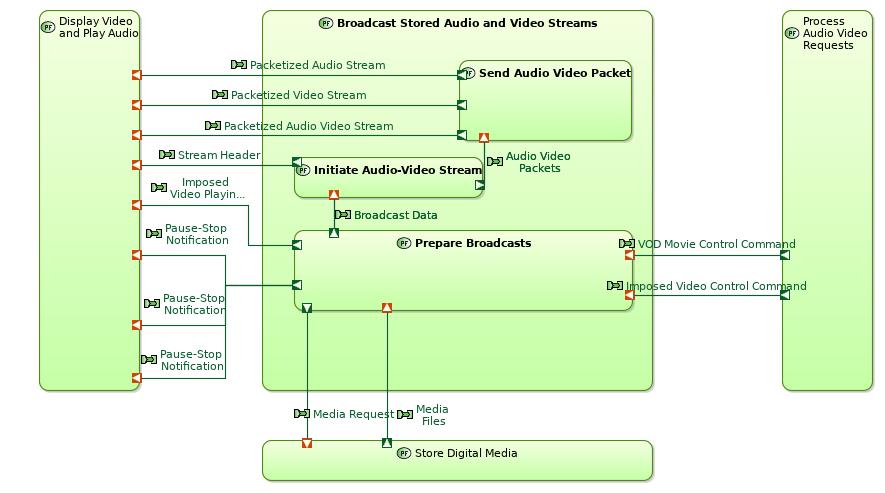 Display Video
and Play Audio
Broadcast Stored Audio and Video Streams
Process
Audio Video
Requests
Packetized Audio Stream
Send Audio Video Packet
Packetized Video Stream
Packetized Audio Video Stream
Stream Header
Audio Video
Packets
Initiate Audio-Video Stream
Imposed
Video Playin...
Broadcast Data
Pause-Stop
Notification
Prepare Broadcasts
VOD Movie Control Command
Imposed Video Control Command
Pause-Stop
Notification
Pause-Stop
Notification
Media Request
Media
Files
Store Digital Media